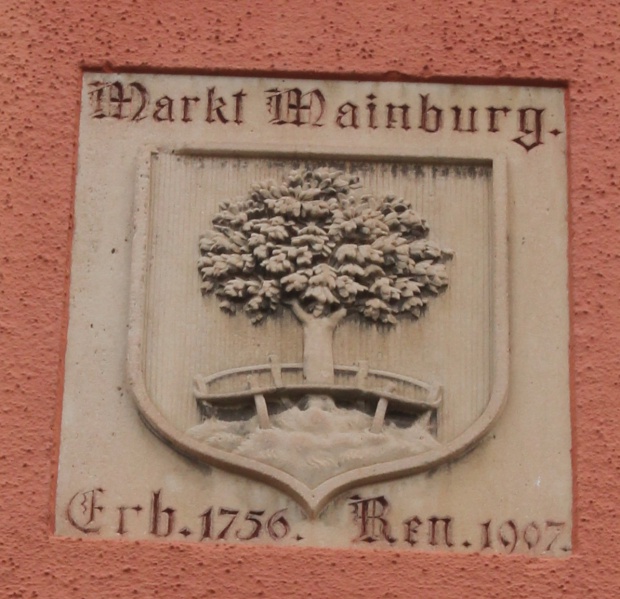 Markt Mainburg.
Erb. 1756. Ren. 1907.